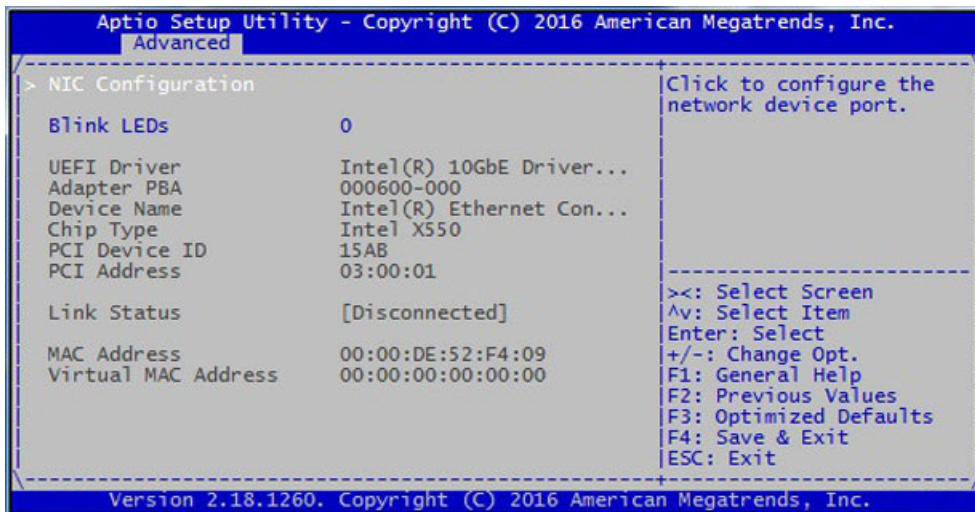 Aptio Setup Utility - Copyright (C) 2016 American Megatrends, Inc.
Advanced
> NIC Configuration
Blink LEDs 0
UEFI Driver Intel(R) 10GbE Driver...
Adapter PBA 000600-000
Device Name Intel(R) Ethernet Con...
Chip Type Intel X550
PCI Device ID 15AB
PCI Address 03:00:01
Link Status [Disconnected]
MAC Address 00:00:DE:52:F4:09
Virtual MAC Address 00:00:00:00:00:00
Click to configure the
network device port.
><: Select Screen
^v: Select Item
Enter: Select
+/-: Change Opt.
F1: General Help
F2: Previous Values
F3: Optimized Defaults
F4: Save & Exit
ESC: Exit
Version 2.18.1260. Copyright (C) 2016 American Megatrends, Inc.